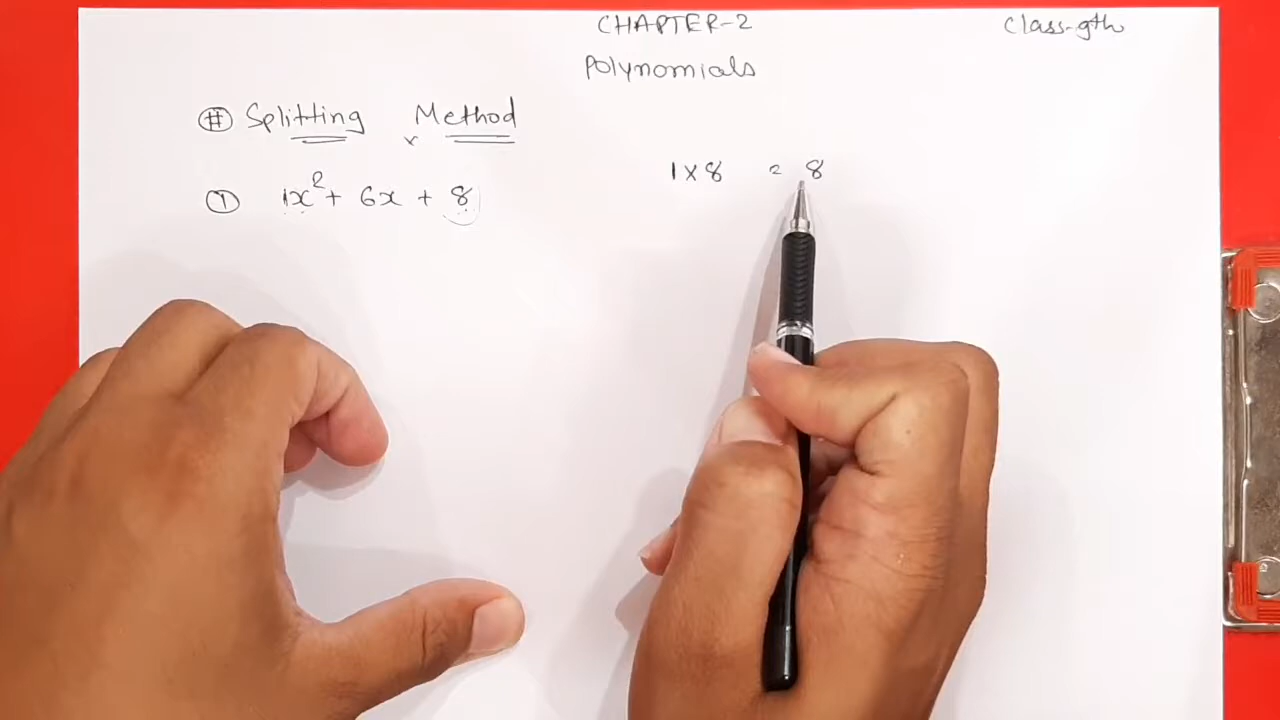 CHAPTER-2
Class-9th
Polynomials
# Splitting Method
1 × 8 = 8
① 1x² + 6x + 8